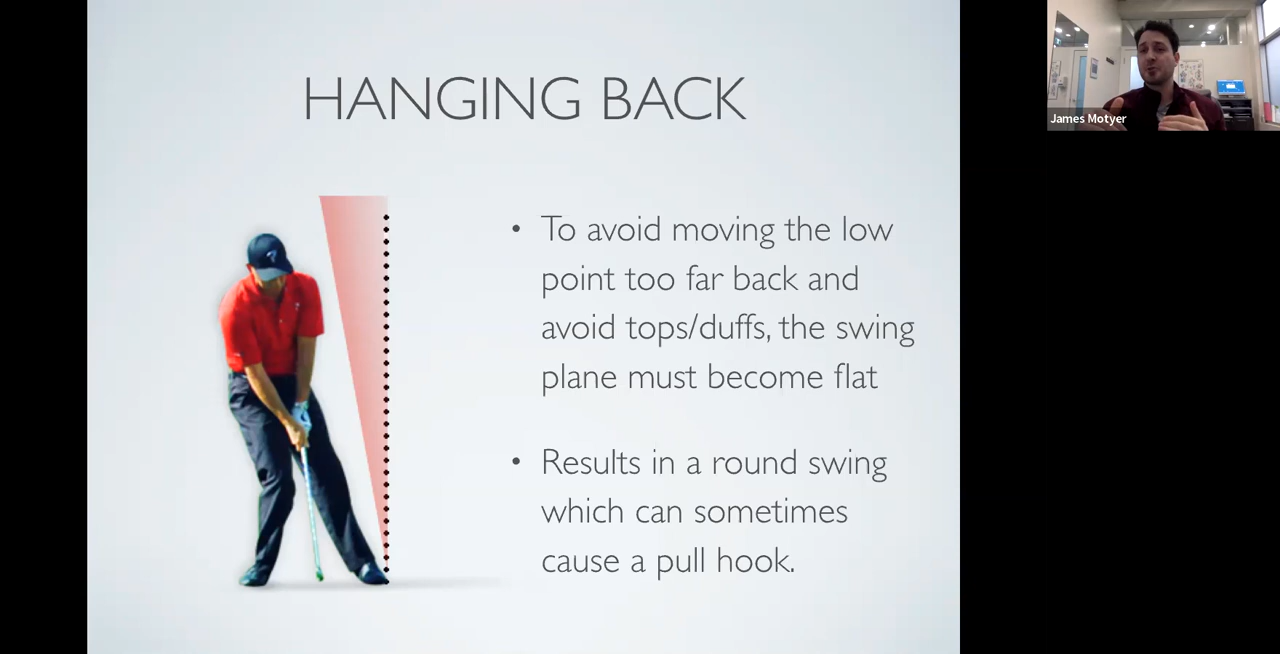 HANGING BACK
• To avoid moving the low
point too far back and
avoid tops/duffs, the swing
plane must become flat
• Results in a round swing
which can sometimes
cause a pull hook.
James Motyer